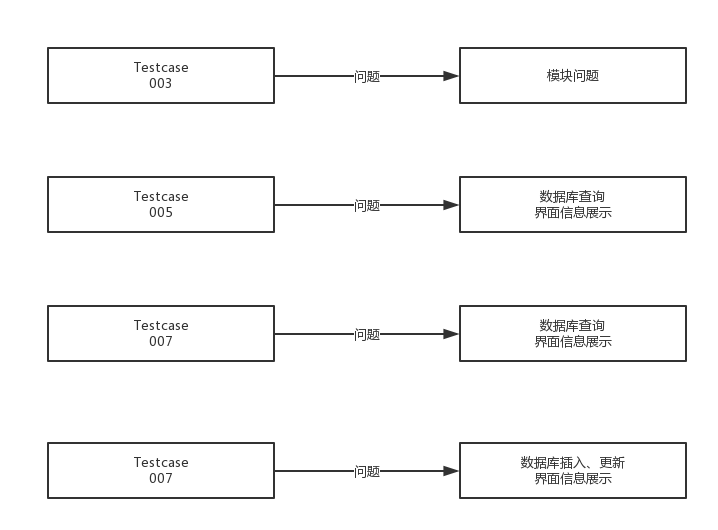 Testcase
003
问题
模块问题
Testcase
005
问题
数据库查询
界面信息展示
Testcase
007
问题
数据库查询
界面信息展示
Testcase
007
问题
数据库插入、更新
界面信息展示